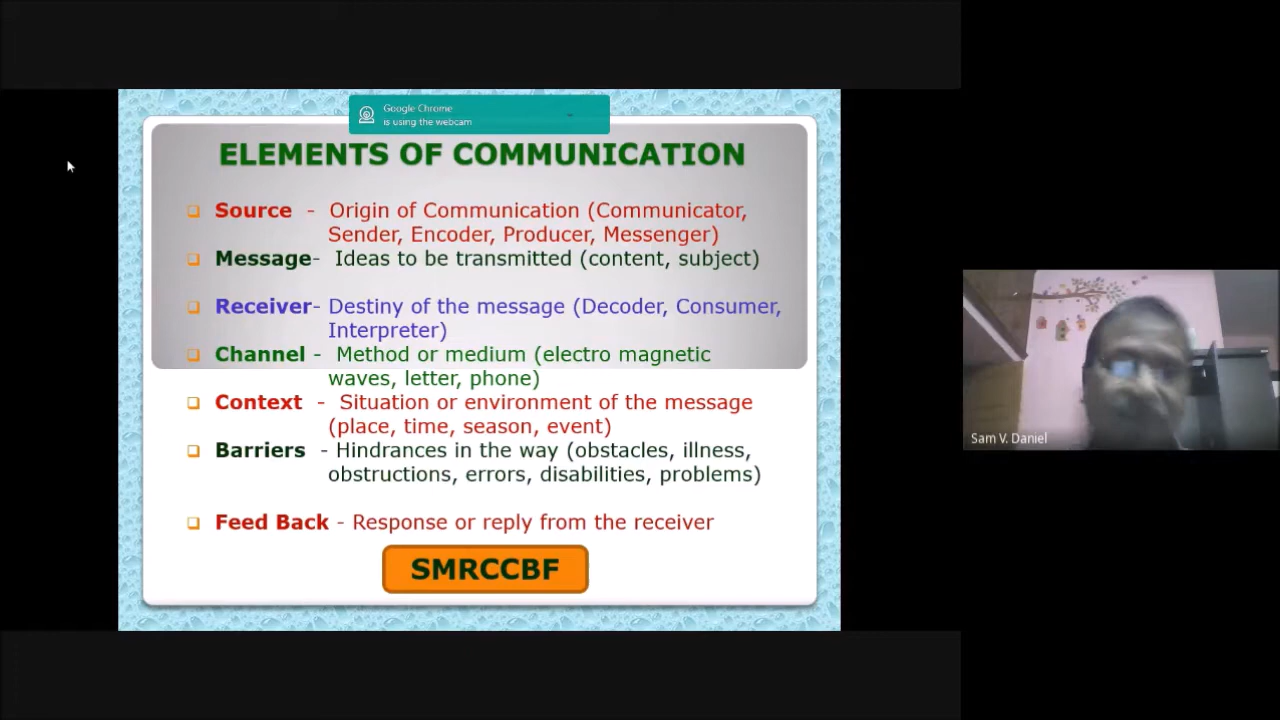 Google Chrome
is using the webcam
ELEMENTS OF COMMUNICATION
Source - Origin of Communication (Communicator,
Sender, Encoder, Producer, Messenger)
Message- Ideas to be transmitted (content, subject)
Receiver- Destiny of the message (Decoder, Consumer,
Interpreter)
Channel - Method or medium (electro magnetic
waves, letter, phone)
Context - Situation or environment of the message
(place, time, season, event)
Barriers - Hindrances in the way (obstacles, illness,
obstructions, errors, disabilities, problems)
Feed Back - Response or reply from the receiver
SMRCCBF
Sam V. Daniel